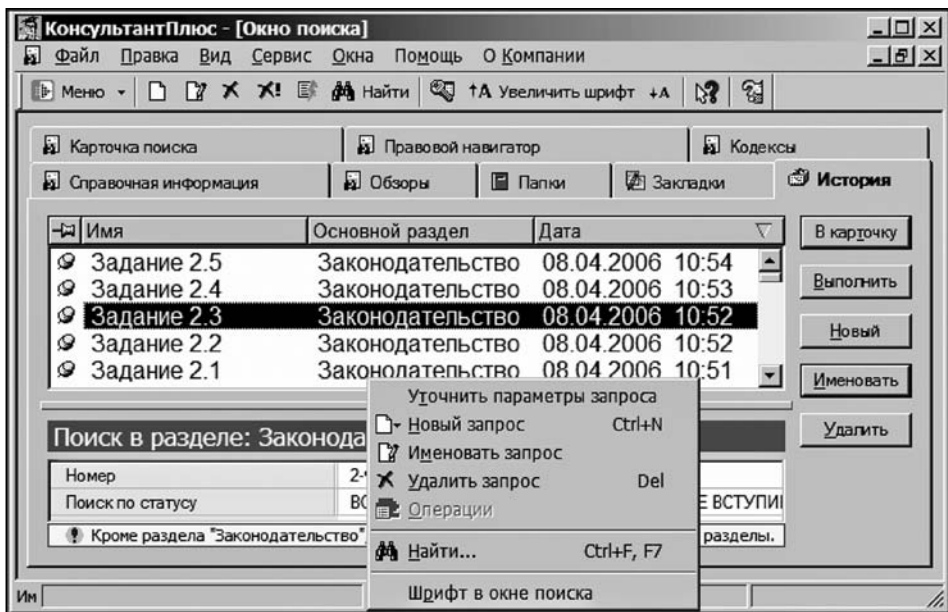 КонсультантПлюс - [Окно поиска]
Файл Правка Вид Сервис Окна Помощь О Компании
Меню Найти Увеличить шрифт
Карточка поиска Правовой навигатор Кодексы
Справочная информация Обзоры Папки Закладки История
Имя Основной раздел Дата В карточку
Задание 2.5 Законодательство 08.04.2006 10:54
Задание 2.4 Законодательство 08.04.2006 10:53 Выполнить
Задание 2.3 Законодательство 08.04.2006 10:52
Задание 2.2 Законодательство 08.04.2006 10:52 Новый
Задание 2.1 Законодательство 08.04.2006 10:51 Именовать
Уточнить параметры запроса
Новый запрос Ctrl+N
Именовать запрос
Удалить запрос Del
Операции
Найти... Ctrl+F, F7
Шрифт в окне поиска
Удалить
Поиск в разделе: Законода
Номер 2-
Поиск по статусу ВС Е ВСТУПИ
Кроме раздела "Законодательство" разделы.
Им